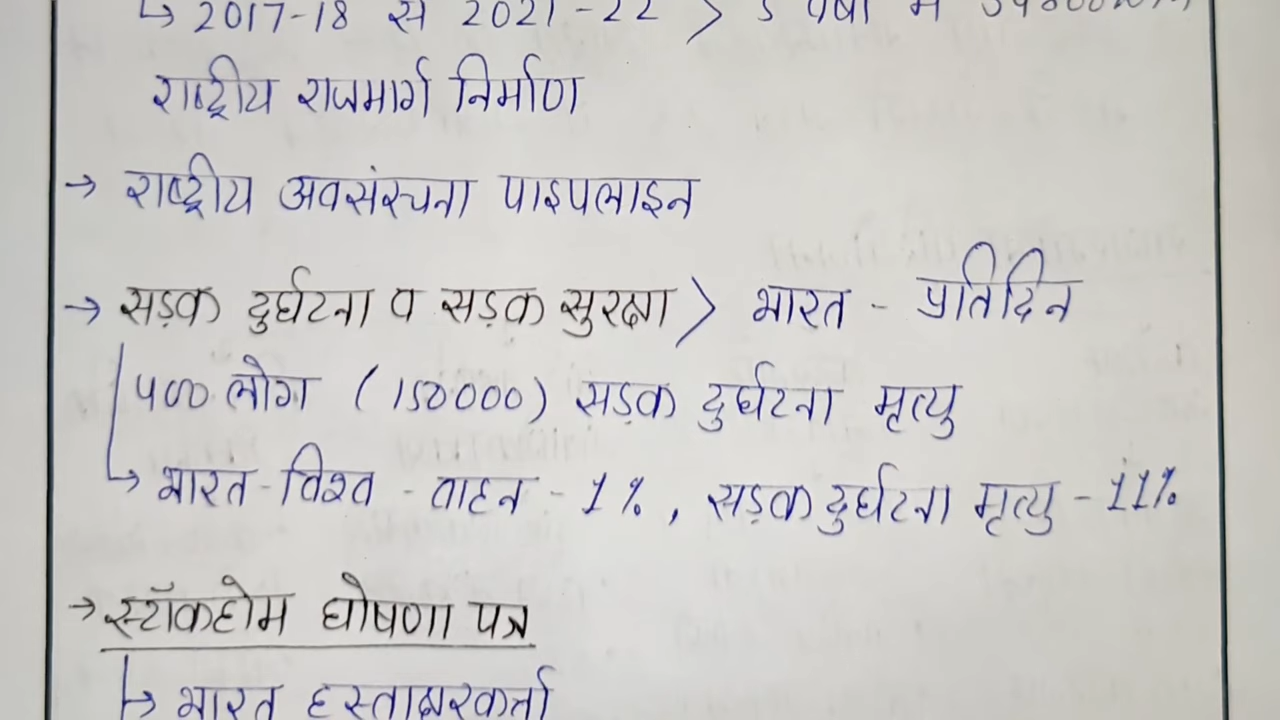 ↳ 2017-18 से 2021-22 > 5 वर्षो में
राष्ट्रीय राजमार्ग निर्माण
→ राष्ट्रीय अवसंरचना पाइपलाइन
→ सड़क दुर्घटना व सड़क सुरक्षा > भारत - प्रतिदिन
400 लोग (150000) सड़क दुर्घटना मृत्यु
↳ भारत - विश्व - वाहन - 1%, सड़क दुर्घटना मृत्यु - 11%
→ स्टॉकहोम घोषणा पत्र
↳ भारत हस्ताक्षरकर्त्ता